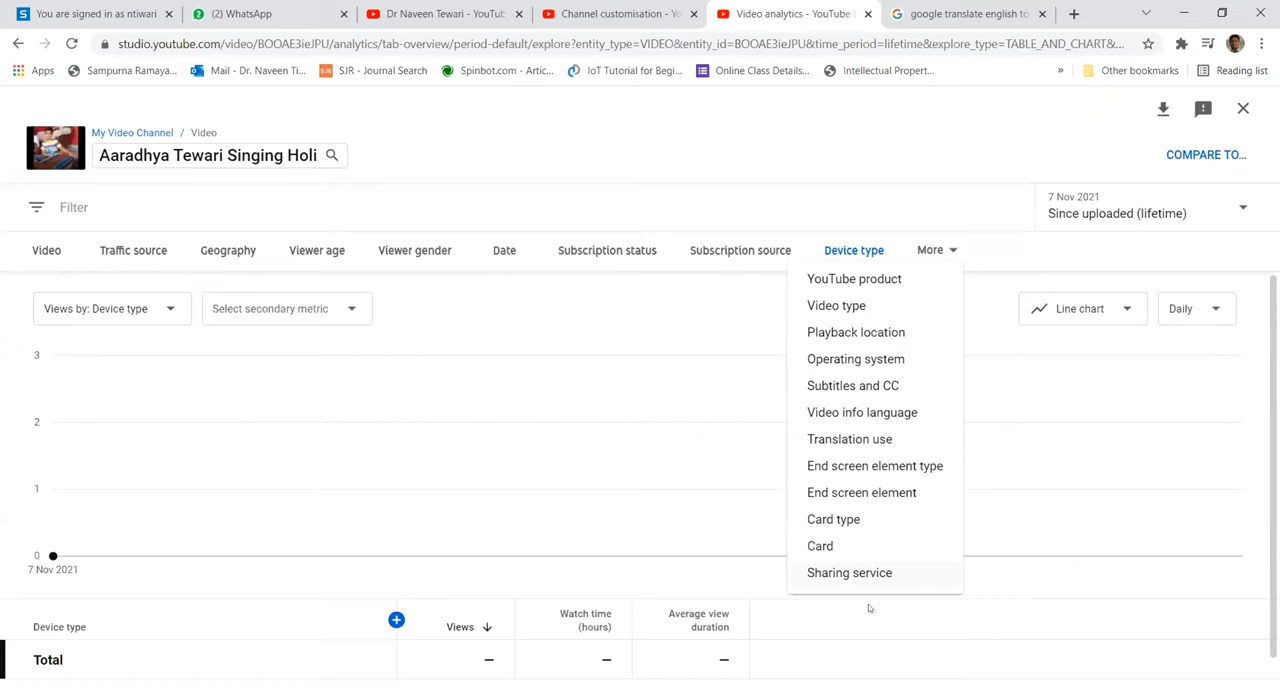 You are signed in as ntiwari
(2) WhatsApp
Dr Naveen Tewari - YouTub
Channel customisation - Yo
Video analytics - YouTube S
google translate english to
studio.youtube.com/video/BOOAE3ieJPU/analytics/tab-overview/period-default/explore?entity_type=VIDEO&entity_id=BOOAE3ieJPU&time_period=lifetime&explore_type=TABLE_AND_CHART&...
Apps
Sampurna Ramaya...
Mail - Dr. Naveen Ti...
SJR - Journal Search
Spinbot.com - Artic...
IoT Tutorial for Begi...
Online Class Details...
Intellectual Propert...
»
Other bookmarks
Reading list
My Video Channel / Video
Aaradhya Tewari Singing Holi
COMPARE TO...
Filter
7 Nov 2021
Since uploaded (lifetime)
Video
Traffic source
Geography
Viewer age
Viewer gender
Date
Subscription status
Subscription source
Device type
More
YouTube product
Video type
Playback location
Operating system
Subtitles and CC
Video info language
Translation use
End screen element type
End screen element
Card type
Card
Sharing service
Views by: Device type
Select secondary metric
Line chart
Daily
3
2
1
0
7 Nov 2021
Device type
Views
Watch time
(hours)
Average view
duration
Total
—
—
—